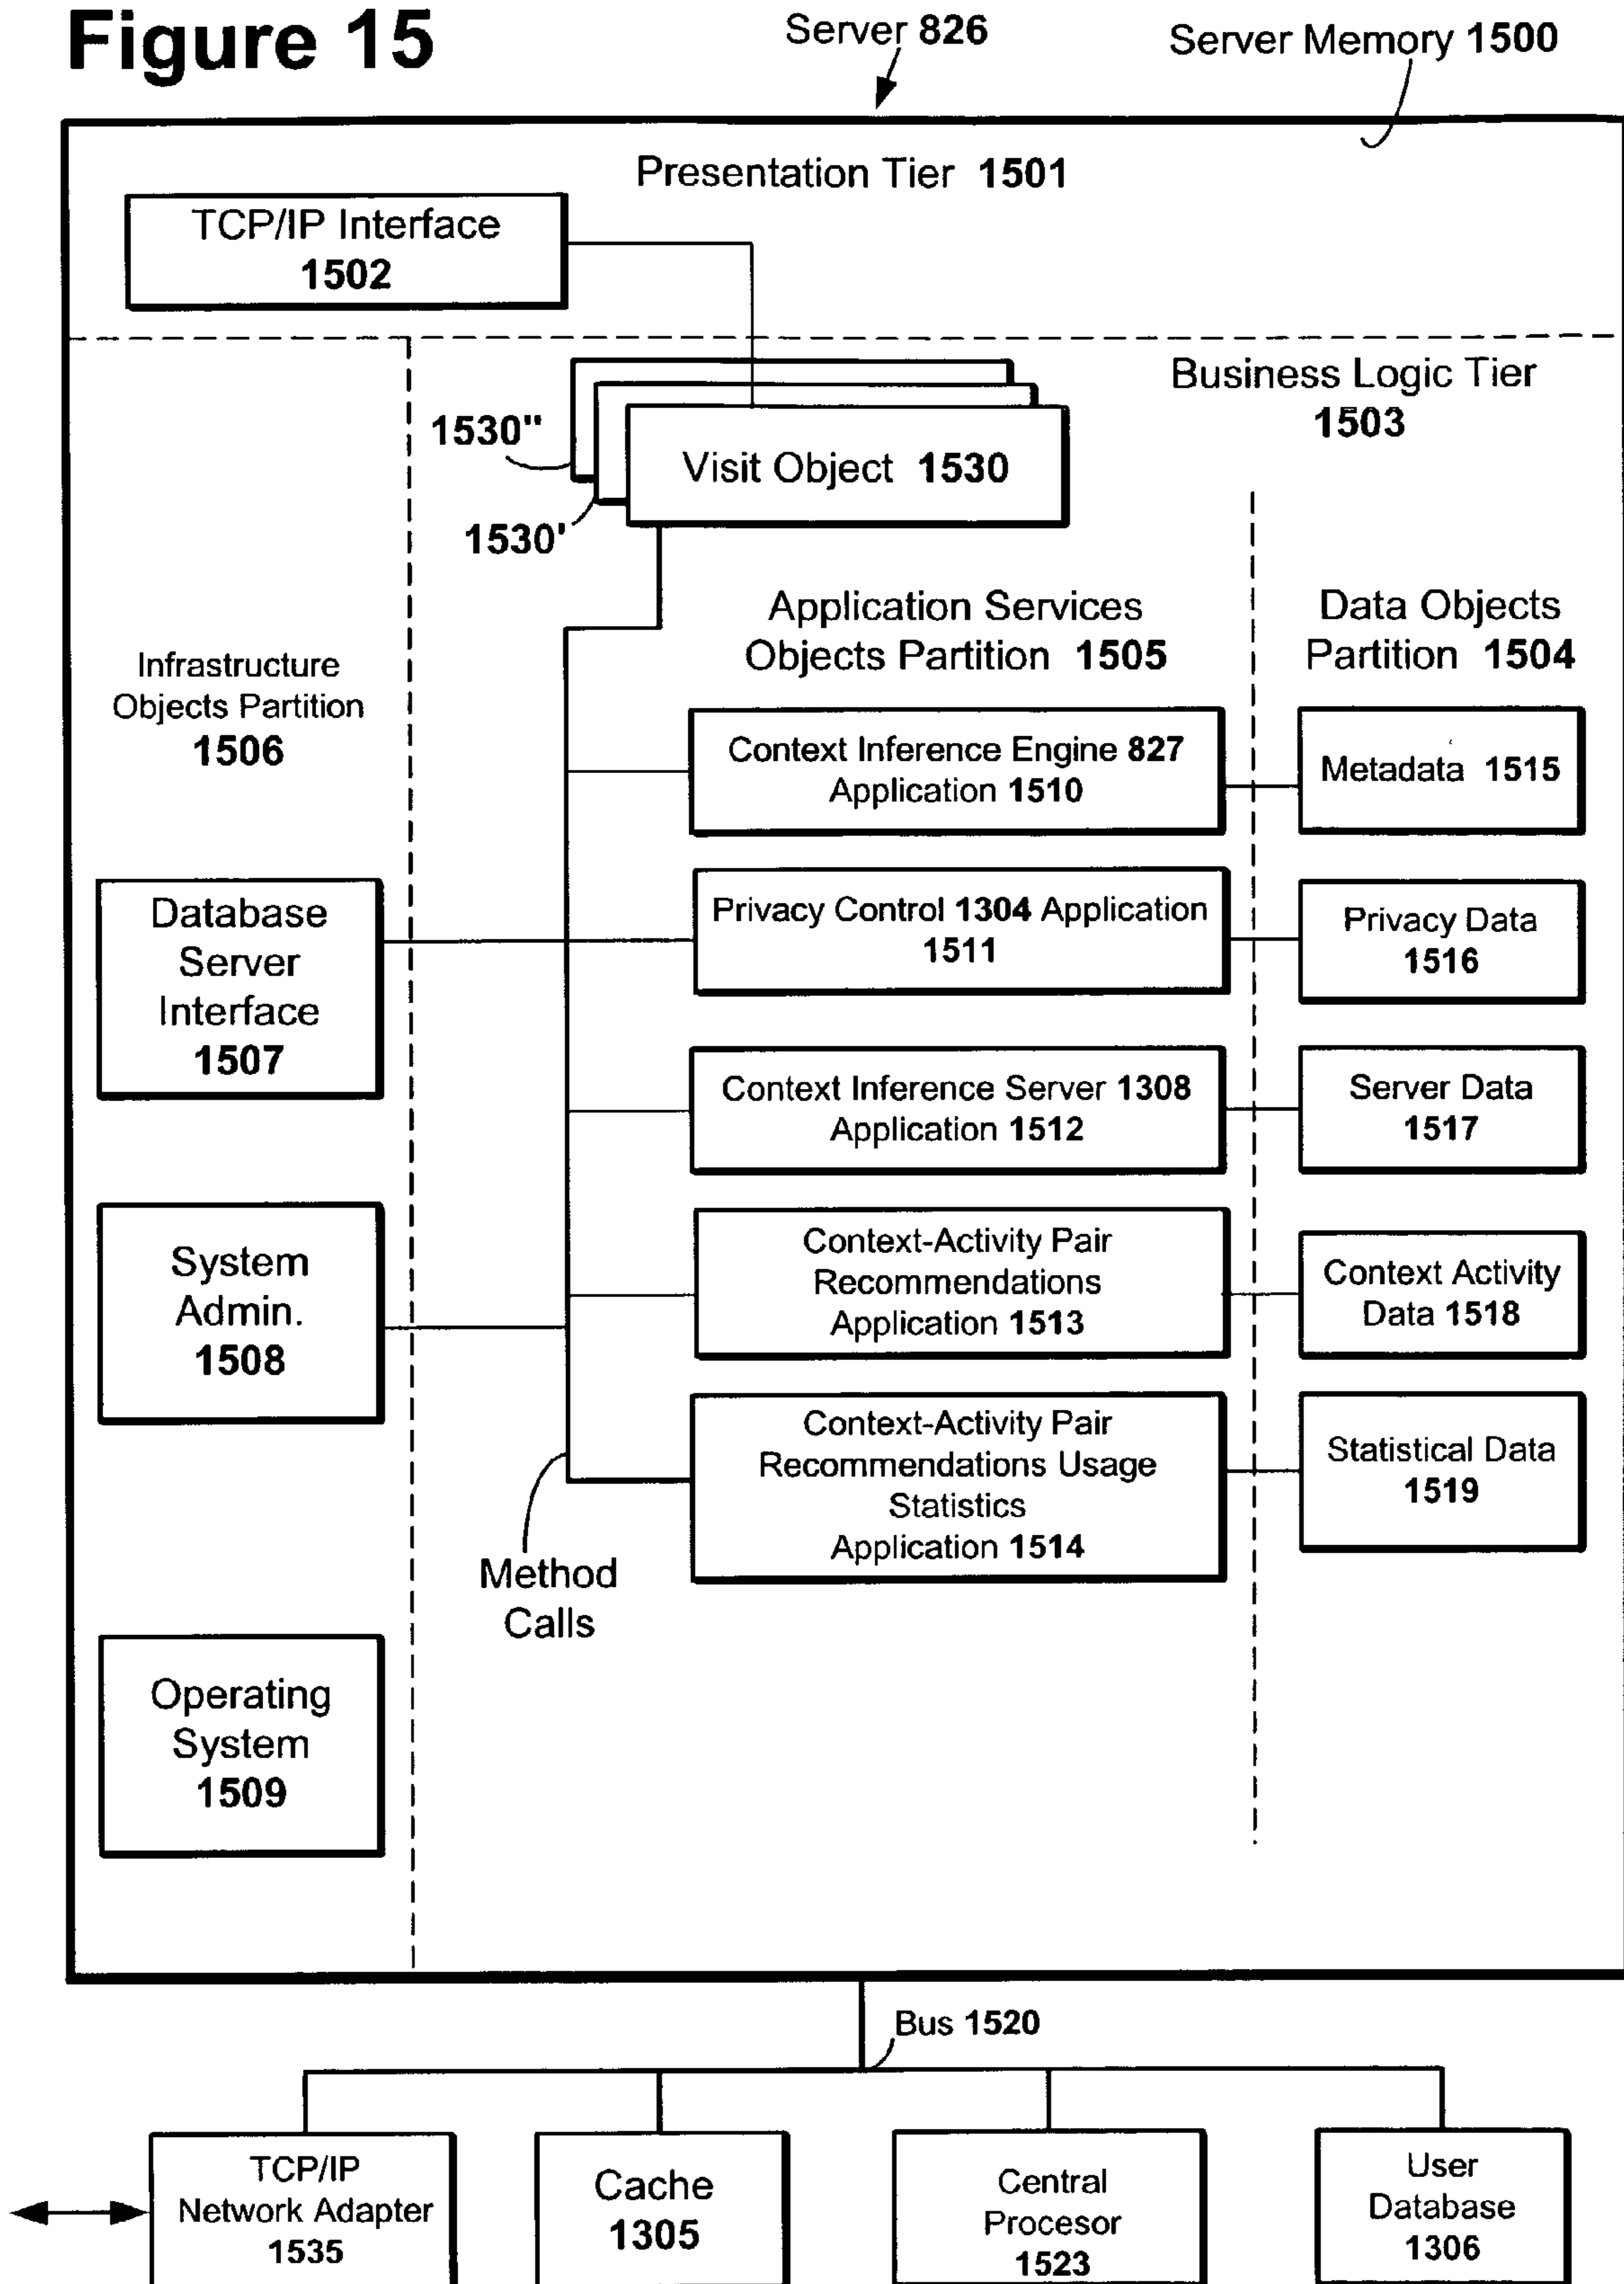 Figure 15
Server 826
Server Memory 1500
Presentation Tier 1501
TCP/IP Interface
1502
Business Logic Tier
1503
1530"
Visit Object 1530
1530'
Application Services
Objects Partition 1505
Data Objects
Partition 1504
Infrastructure
Objects Partition
1506
Context Inference Engine 827
Application 1510
Metadata 1515
Database
Server
Interface
1507
Privacy Control 1304 Application
1511
Privacy Data
1516
Context Inference Server 1308
Application 1512
Server Data
1517
System
Admin.
1508
Context-Activity Pair
Recommendations
Application 1513
Context Activity
Data 1518
Context-Activity Pair
Recommendations Usage
Statistics
Application 1514
Statistical Data
1519
Method
Calls
Operating
System
1509
Bus 1520
TCP/IP
Network Adapter
1535
Cache
1305
Central
Procesor
1523
User
Database
1306